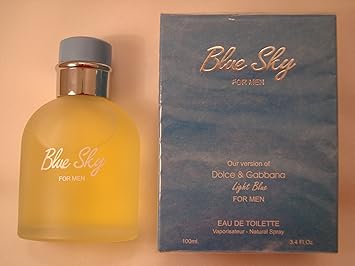 Blue Sky
FOR MEN
Blue Sky
FOR MEN
Our version of
Dolce & Gabbana
Light Blue
FOR MEN
EAU DE TOILETTE
Vaporisateur - Natural Spray
100ml. 3.4 Fl.Oz.